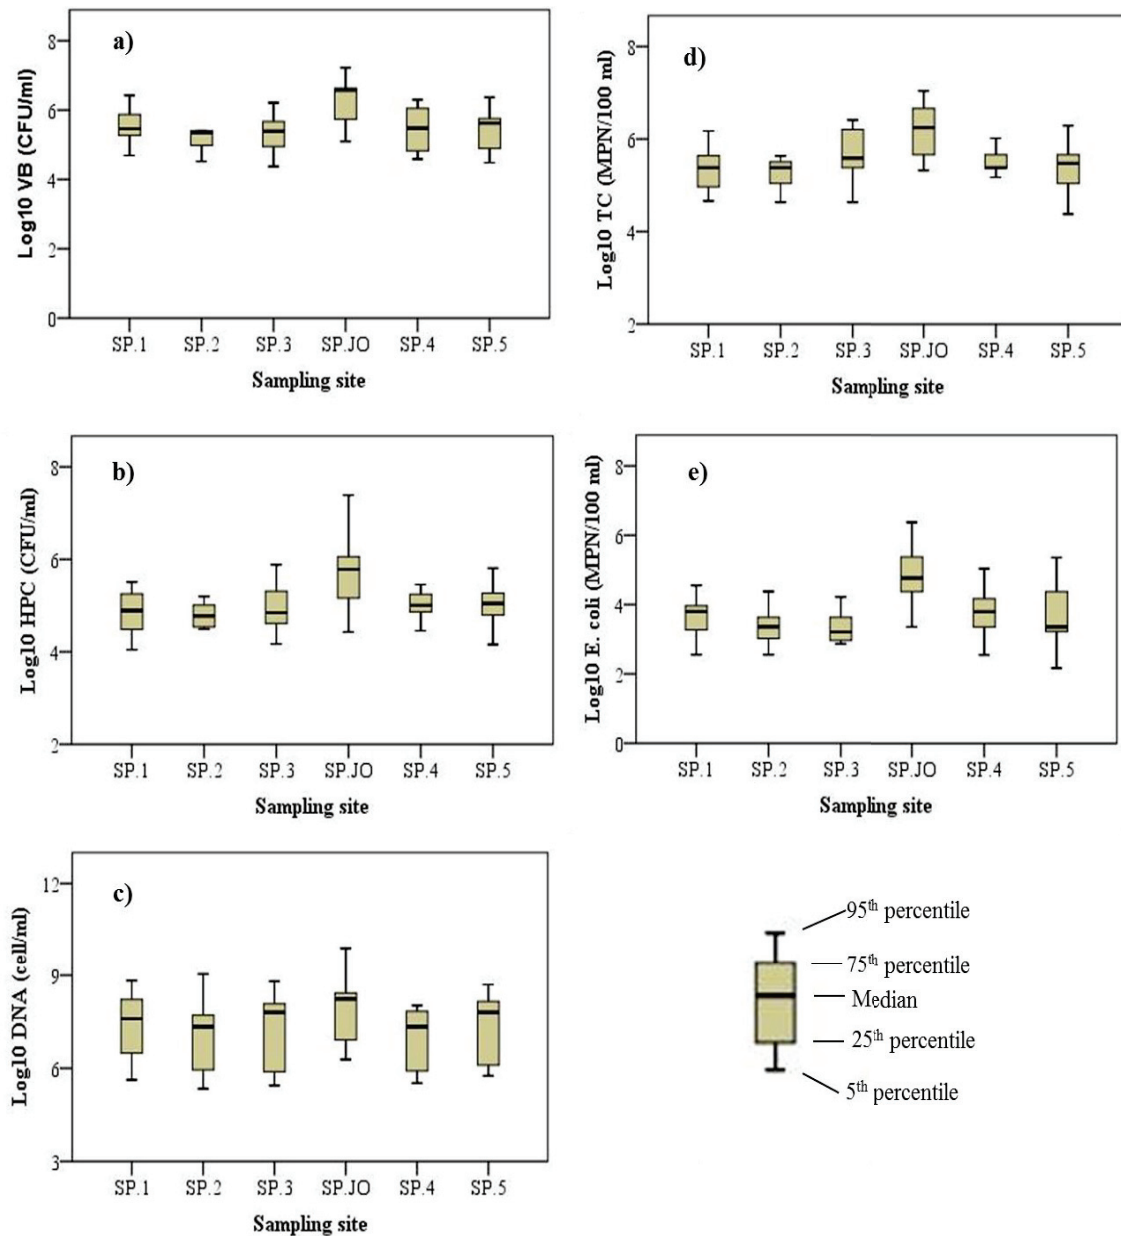 a)
Log10 VB (CFU/ml)
8
6
4
2
0
SP.1 SP.2 SP.3 SP.JO SP.4 SP.5
Sampling site
d)
Log10 TC (MPN/100 ml)
8
6
4
2
SP.1 SP.2 SP.3 SP.JO SP.4 SP.5
Sampling site
b)
Log10 HPC (CFU/ml)
8
6
4
2
SP.1 SP.2 SP.3 SP.JO SP.4 SP.5
Sampling site
e)
Log10 E. coli (MPN/100 ml)
8
6
4
2
0
SP.1 SP.2 SP.3 SP.JO SP.4 SP.5
Sampling site
c)
Log10 DNA (cell/ml)
12
9
6
3
SP.1 SP.2 SP.3 SP.JO SP.4 SP.5
Sampling site
95th percentile
75th percentile
Median
25th percentile
5th percentile